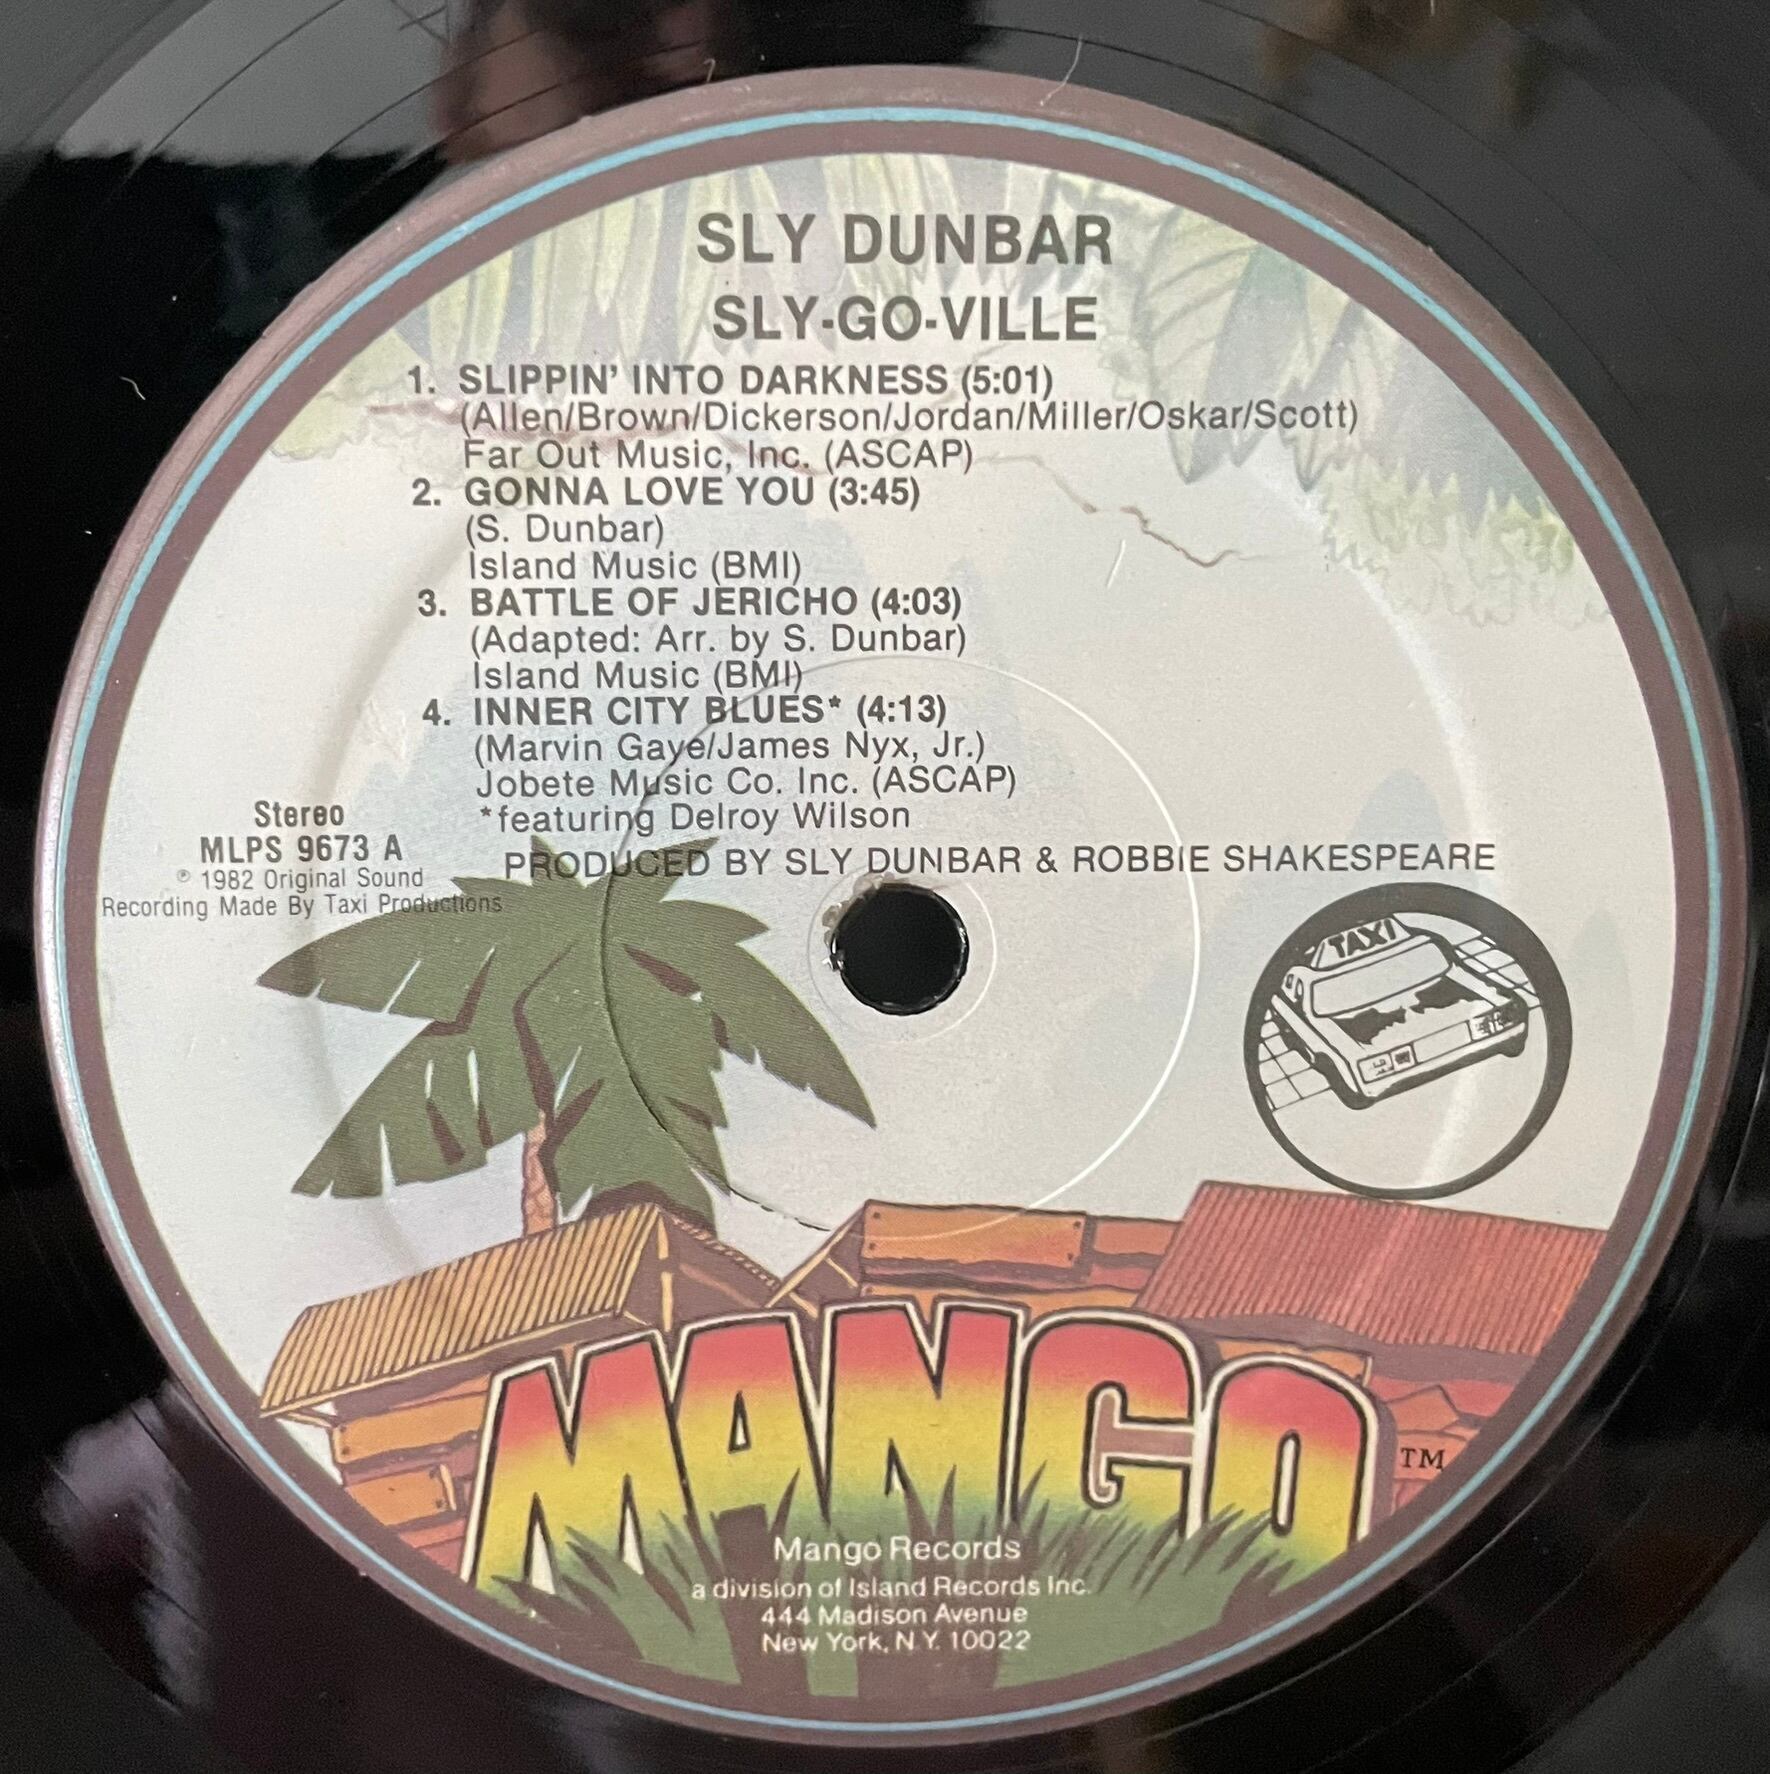 SLY DUNBAR
SLY-GO-VILLE
1. SLIPPIN' INTO DARKNESS (5:01)
(Allen/Brown/Dickerson/Jordan/Miller/Oskar/Scott)
Far Out Music, Inc. (ASCAP)
2. GONNA LOVE YOU (3:45)
(S. Dunbar)
Island Music (BMI)
3. BATTLE OF JERICHO (4:03)
(Adapted: Arr. by S. Dunbar)
Island Music (BMI)
4. INNER CITY BLUES* (4:13)
(Marvin Gaye/James Nyx, Jr.)
Jobete Music Co. Inc. (ASCAP)
*featuring Delroy Wilson
PRODUCED BY SLY DUNBAR & ROBBIE SHAKESPEARE
Stereo
MLPS 9673 A
℗ 1982 Original Sound
Recording Made By Taxi Productions
TAXI
MANGO TM
Mango Records
a division of Island Records Inc.
444 Madison Avenue
New York, N.Y. 10022